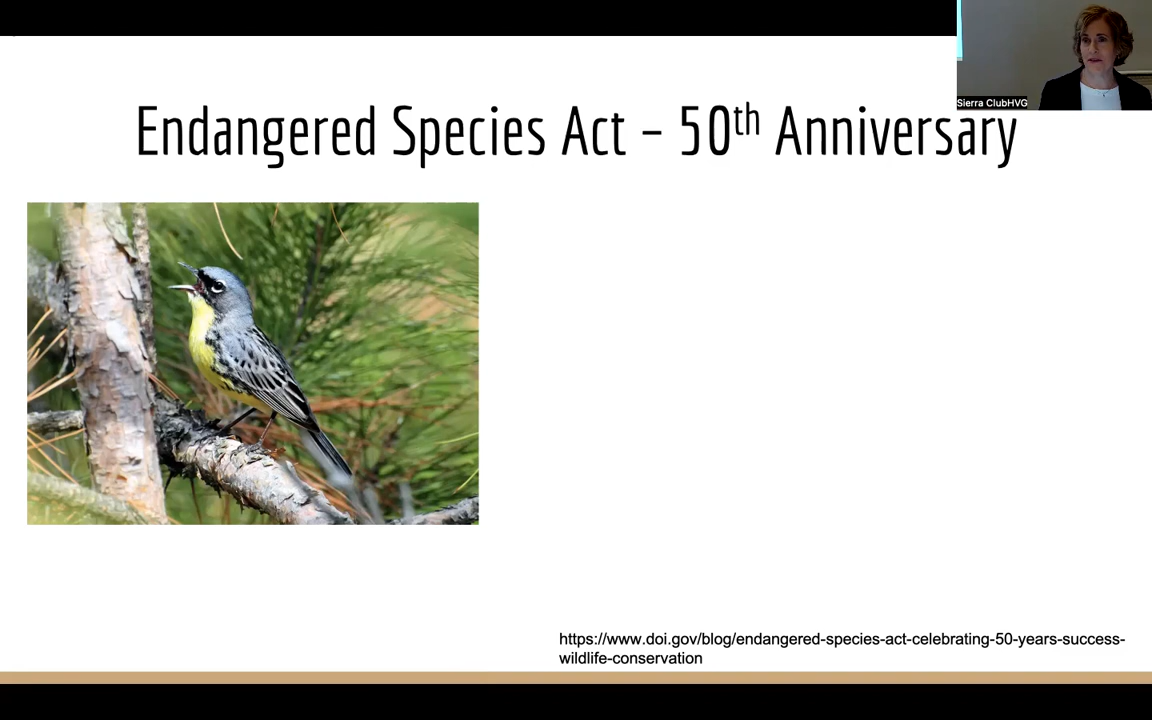 Sierra ClubHVG
Endangered Species Act – 50th Anniversary
https://www.doi.gov/blog/endangered-species-act-celebrating-50-years-success-
wildlife-conservation